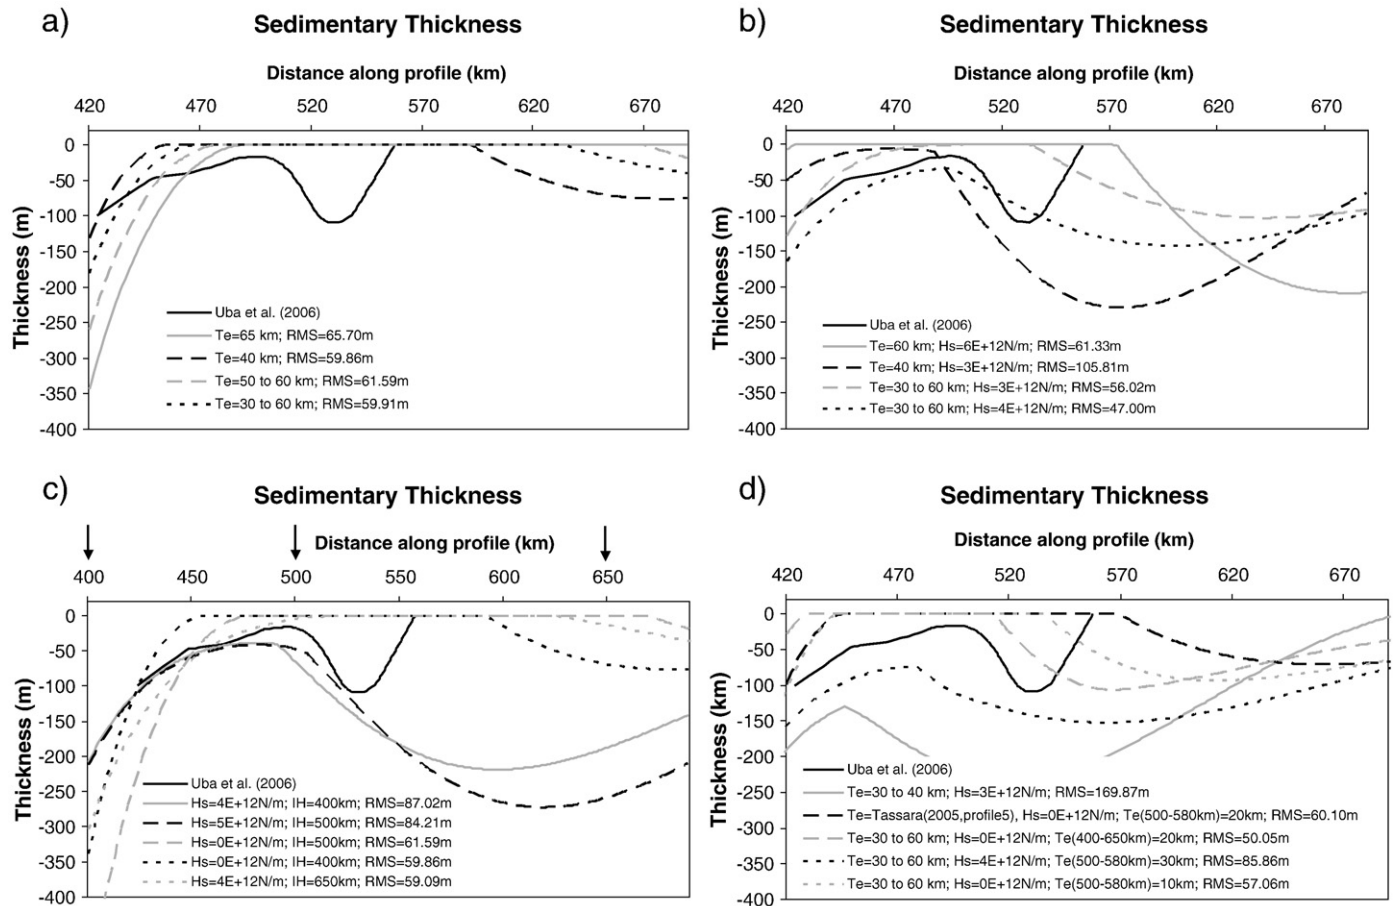 a)
Sedimentary Thickness
Distance along profile (km)
420 470 520 570 620 670
0
-50
-100
-150
-200
-250
-300
-350
-400
Thickness (m)
Uba et al. (2006)
Te=65 km; RMS=65.70m
Te=40 km; RMS=59.86m
Te=50 to 60 km; RMS=61.59m
Te=30 to 60 km; RMS=59.91m
b)
Sedimentary Thickness
Distance along profile (km)
420 470 520 570 620 670
0
-50
-100
-150
-200
-250
-300
-350
-400
Thickness (m)
Uba et al. (2006)
Te=60 km; Hs=6E+12N/m; RMS=61.33m
Te=40 km; Hs=3E+12N/m; RMS=105.81m
Te=30 to 60 km; Hs=3E+12N/m; RMS=56.02m
Te=30 to 60 km; Hs=4E+12N/m; RMS=47.00m
c)
Sedimentary Thickness
Distance along profile (km)
400 450 500 550 600 650
0
-50
-100
-150
-200
-250
-300
-350
-400
Thickness (m)
Uba et al. (2006)
Hs=4E+12N/m; lH=400km; RMS=87.02m
Hs=5E+12N/m; lH=500km; RMS=84.21m
Hs=0E+12N/m; lH=500km; RMS=61.59m
Hs=0E+12N/m; lH=400km; RMS=59.86m
Hs=4E+12N/m; lH=650km; RMS=59.09m
d)
Sedimentary Thickness
Distance along profile (km)
420 470 520 570 620 670
0
-50
-100
-150
-200
-250
-300
-350
-400
Thickness (km)
Uba et al. (2006)
Te=30 to 40 km; Hs=3E+12N/m; RMS=169.87m
Te=Tassara(2005,profile5), Hs=0E+12N/m; Te(500-580km)=20km; RMS=60.10m
Te=30 to 60 km; Hs=0E+12N/m; Te(400-650km)=20km; RMS=50.05m
Te=30 to 60 km; Hs=4E+12N/m; Te(500-580km)=30km; RMS=85.86m
Te=30 to 60 km; Hs=0E+12N/m; Te(500-580km)=10km; RMS=57.06m